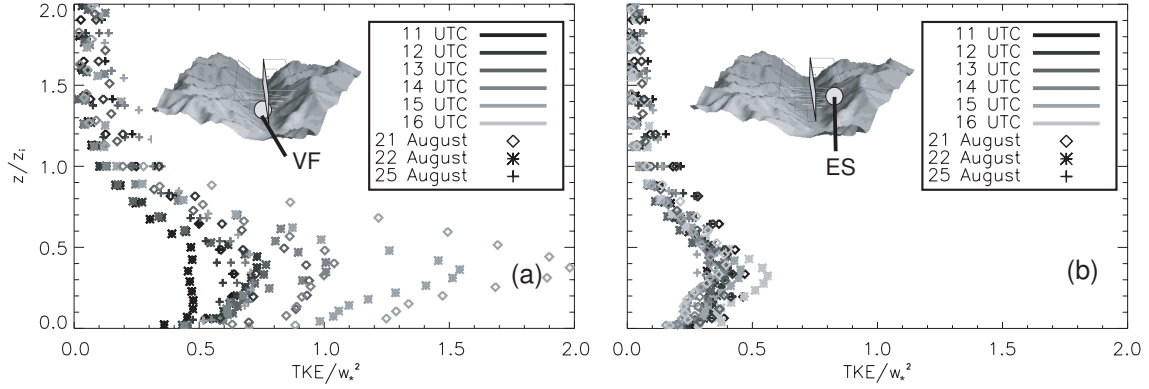 2.0
1.5
1.0
0.5
0.0
z/z_i
11 UTC
12 UTC
13 UTC
14 UTC
15 UTC
16 UTC
21 August
22 August
25 August
VF
(a)
0.0 0.5 1.0 1.5 2.0
TKE/w_*²
11 UTC
12 UTC
13 UTC
14 UTC
15 UTC
16 UTC
21 August
22 August
25 August
ES
(b)
0.0 0.5 1.0 1.5 2.0
TKE/w_*²